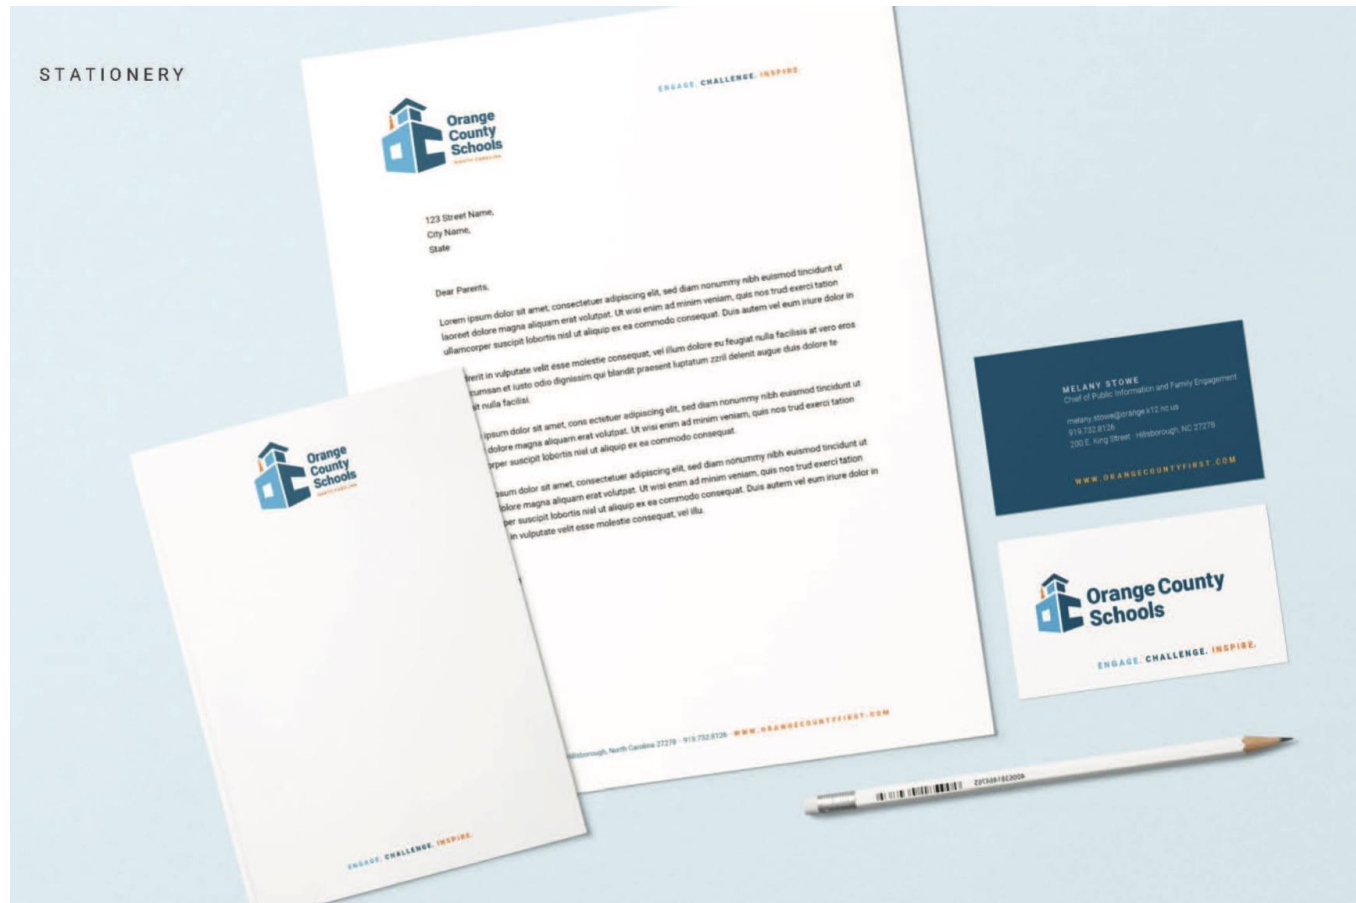 STATIONERY
ENGAGE. CHALLENGE. INSPIRE.
Orange
County
Schools
NORTH CAROLINA
123 Street Name,
City Name,
State
Dear Parents,
Lorem ipsum dolor sit amet, consectetuer adipiscing elit, sed diam nonummy nibh euismod tincidunt ut
laoreet dolore magna aliquam erat volutpat. Ut wisi enim ad minim veniam, quis nos trud exerci tation
ullamcorper suscipit lobortis nisl ut aliquip ex ea commodo consequat. Duis autem vel eum iriure dolor in
in vulputate velit esse molestie consequat, vel illum dolore eu feugiat nulla facilisis at vero eros
et iusto odio dignissim qui blandit praesent luptatum zzril delenit augue duis dolore te
nulla facilisi.
ipsum dolor sit amet, cons ectetuer adipiscing elit, sed diam nonummy nibh euismod tincidunt ut
dolore magna aliquam erat volutpat. Ut wisi enim ad minim veniam, quis nos trud exerci tation
suscipit lobortis nisl ut aliquip ex ea commodo consequat.
dolor sit amet, consectetuer adipiscing elit, sed diam nonummy nibh euismod tincidunt ut
magna aliquam erat volutpat. Ut wisi enim ad minim veniam, quis nos trud exerci tation
suscipit lobortis nisl ut aliquip ex ea commodo consequat. Duis autem vel eum iriure dolor in
in vulputate velit esse molestie consequat, vel illu.
North Carolina 27278 - 919.732.8126 - WWW.ORANGECOUNTYFIRST.COM
Orange
County
Schools
NORTH CAROLINA
ENGAGE. CHALLENGE. INSPIRE.
MELANY STOWE
Chief of Public Information and Family Engagement
melany.stowe@orange.k12.nc.us
919.732.8126
200 E. King Street · Hillsborough, NC 27278
WWW.ORANGECOUNTYFIRST.COM
Orange County
Schools
ENGAGE. CHALLENGE. INSPIRE.